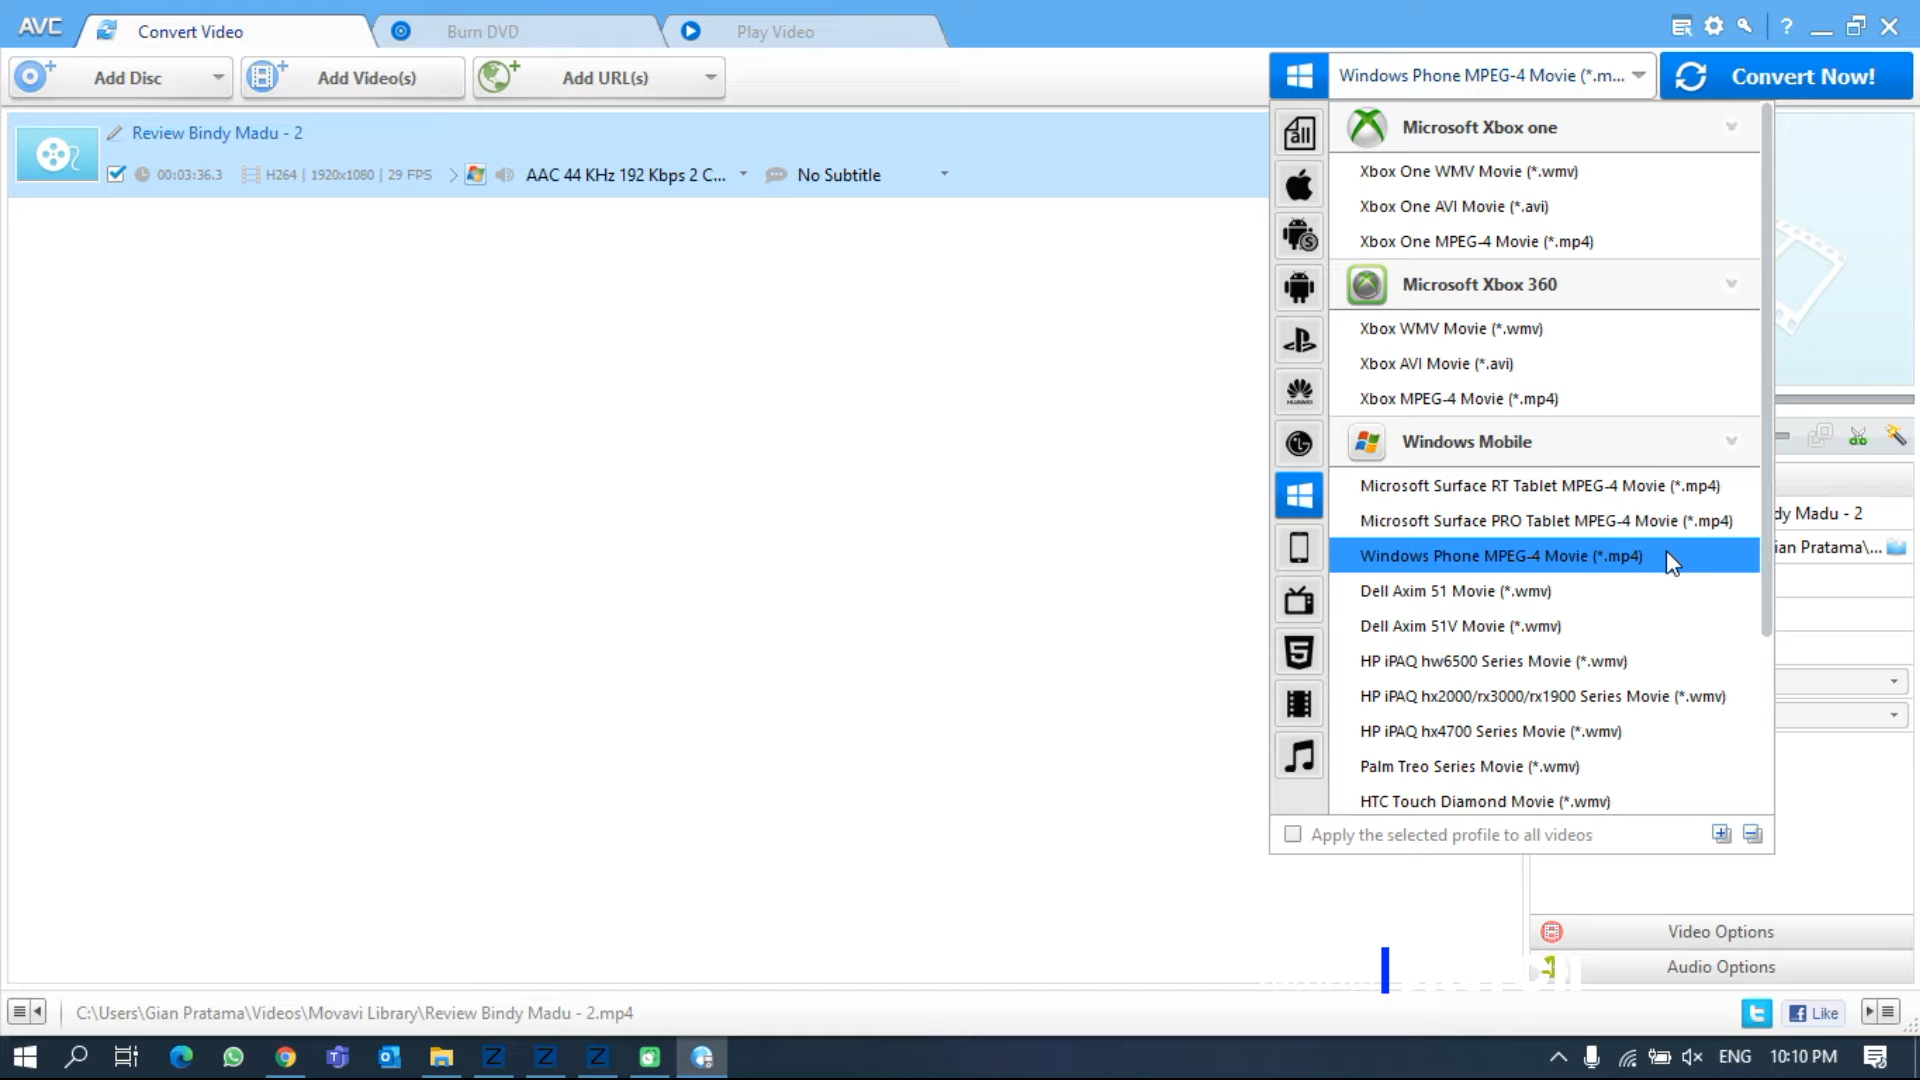 AVC
Convert Video
Burn DVD
Play Video
?
Add Disc
Add Video(s)
Add URL(s)
Windows Phone MPEG-4 Movie (*.m...
Convert Now!
Review Bindy Madu - 2
00:03:36.3
H264 | 1920x1080 | 29 FPS
AAC 44 KHz 192 Kbps 2 C...
No Subtitle
all
HUAWEI
Microsoft Xbox one
Xbox One WMV Movie (*.wmv)
Xbox One AVI Movie (*.avi)
Xbox One MPEG-4 Movie (*.mp4)
Microsoft Xbox 360
Xbox WMV Movie (*.wmv)
Xbox AVI Movie (*.avi)
Xbox MPEG-4 Movie (*.mp4)
Windows Mobile
Microsoft Surface RT Tablet MPEG-4 Movie (*.mp4)
Microsoft Surface PRO Tablet MPEG-4 Movie (*.mp4)
Windows Phone MPEG-4 Movie (*.mp4)
Dell Axim 51 Movie (*.wmv)
Dell Axim 51V Movie (*.wmv)
HP iPAQ hw6500 Series Movie (*.wmv)
HP iPAQ hx2000/rx3000/rx1900 Series Movie (*.wmv)
HP iPAQ hx4700 Series Movie (*.wmv)
Palm Treo Series Movie (*.wmv)
HTC Touch Diamond Movie (*.wmv)
Apply the selected profile to all videos
dy Madu - 2
ian Pratama\...
Video Options
Audio Options
C:\Users\Gian Pratama\Videos\Movavi Library\Review Bindy Madu - 2.mp4
Like
ENG
10:10 PM